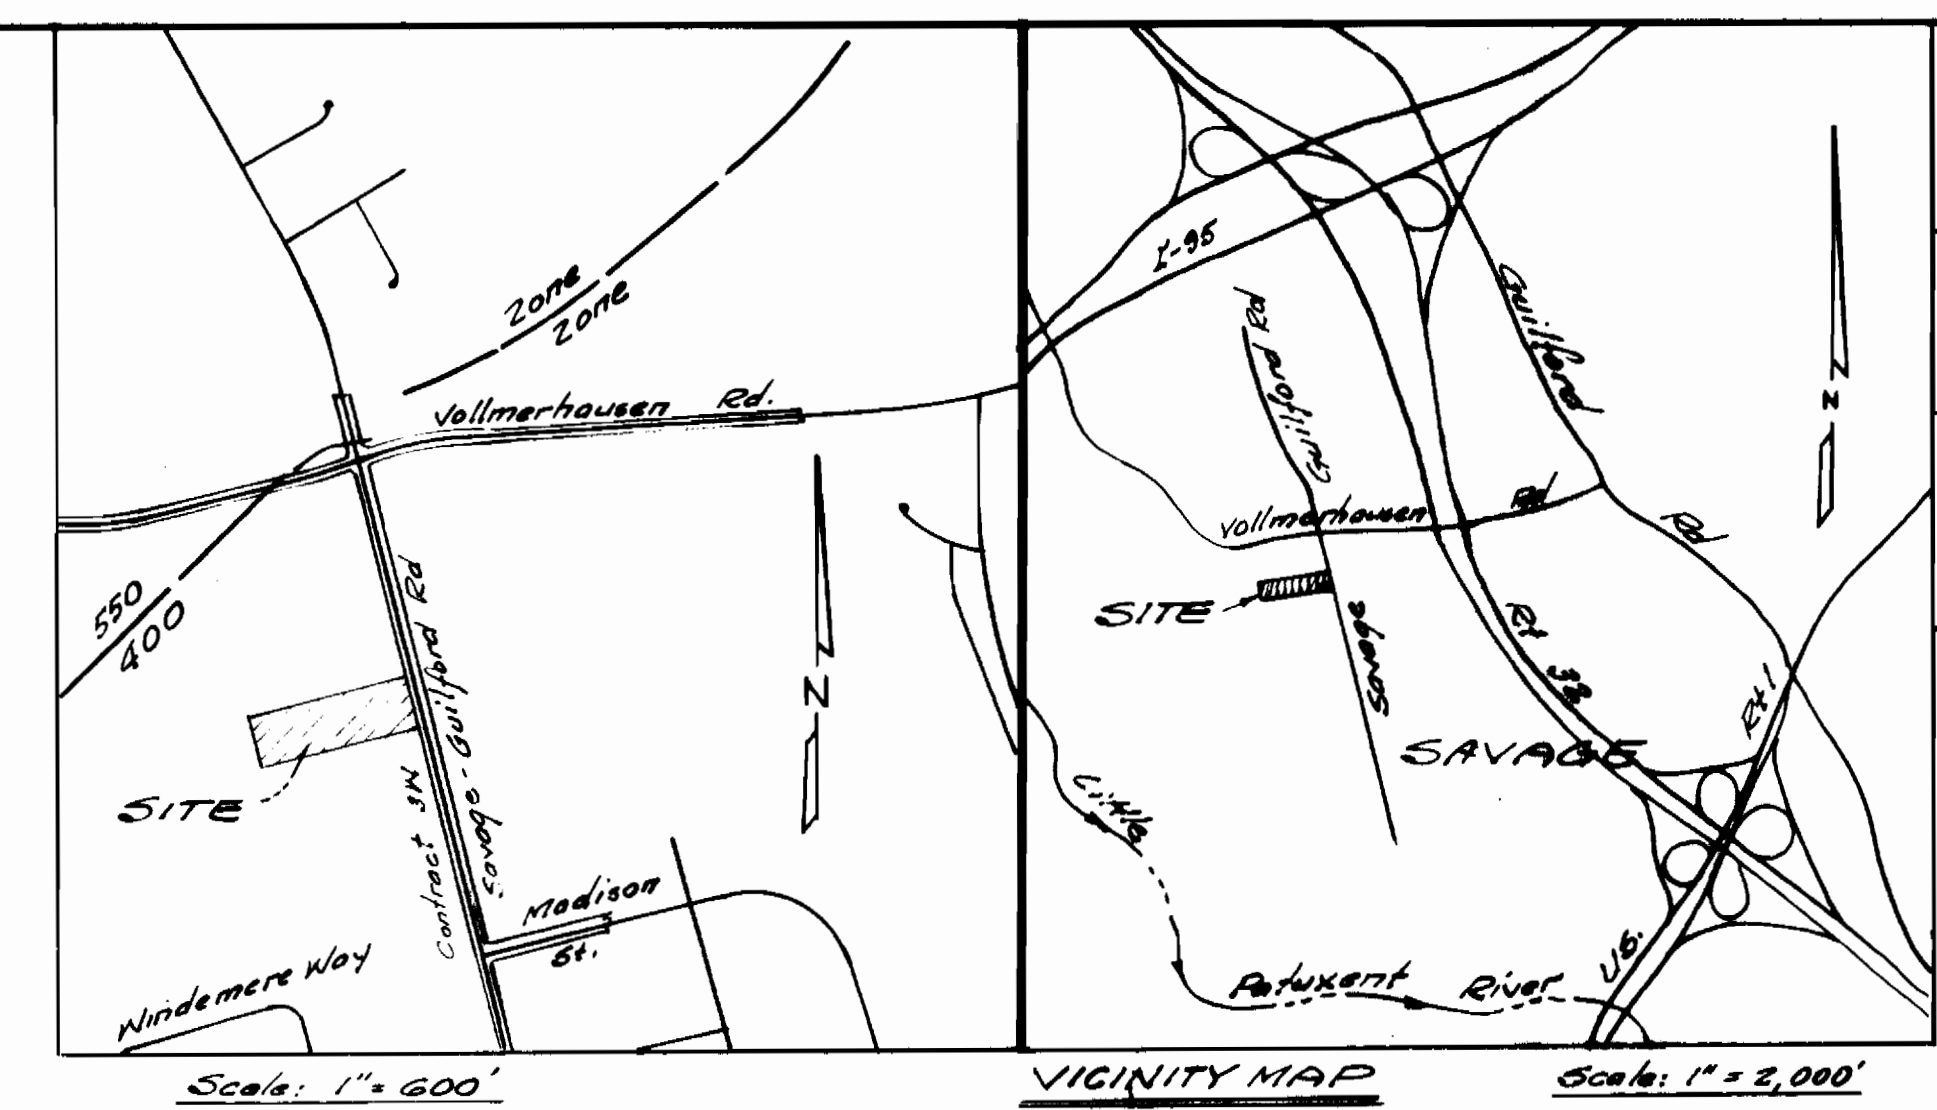 Zone
Zone
Vollmerhausen Rd.
550
400
Savage - Guilford Rd
Contract 3W
SITE
N
Madison
St.
Windemere Way
Scale: 1" = 600'
I-95
Guilford Rd
Guilford
Rd
Vollmerhausen Rd
N
SITE
Savage
Rt 32
Rt 1
SAVAGE
Little
Patuxent River
US.
VICINITY MAP
Scale: 1" = 2,000'